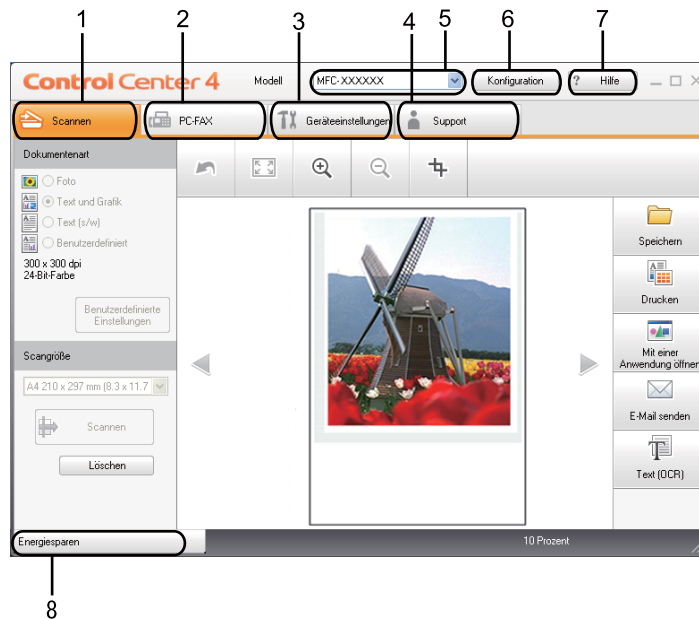 1 2 3 4 5 6 7
Control Center 4 Modell MFC-XXXXXX Konfiguration ? Hilfe
Scannen PC-FAX Geräteeinstellungen Support
Dokumentenart
Foto
Text und Grafik
Text (s/w)
Benutzerdefiniert
300 x 300 dpi
24-Bit-Farbe
Benutzerdefinierte
Einstellungen
Scangröße
A4 210 x 297 mm (8.3 x 11.7
Scannen
Löschen
Speichern
Drucken
Mit einer
Anwendung öffnen
E-Mail senden
Text (OCR)
Energiesparen 10 Prozent
8